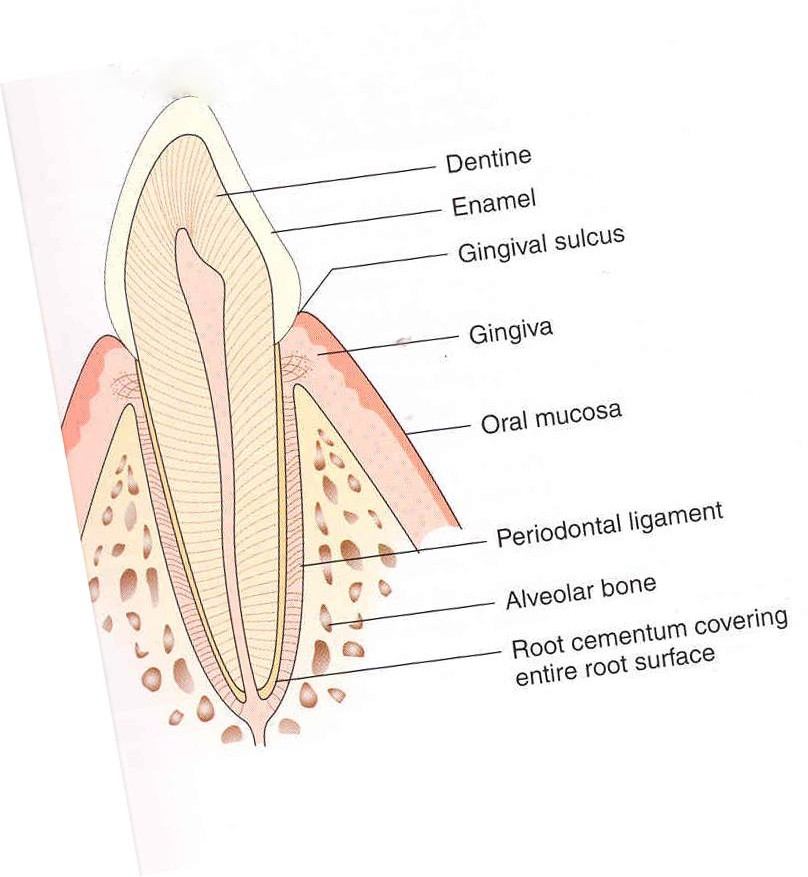 Dentine
Enamel
Gingival sulcus
Gingiva
Oral mucosa
Periodontal ligament
Alveolar bone
Root cementum covering
entire root surface